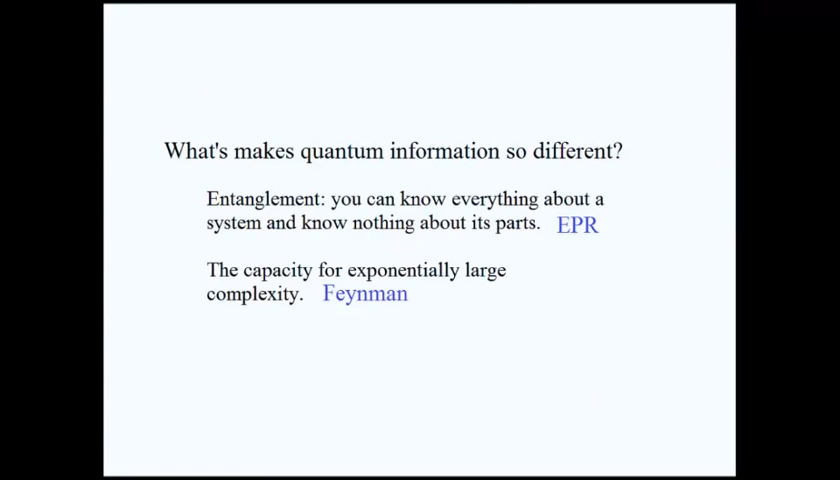 What's makes quantum information so different?
Entanglement: you can know everything about a
system and know nothing about its parts. EPR
The capacity for exponentially large
complexity. Feynman